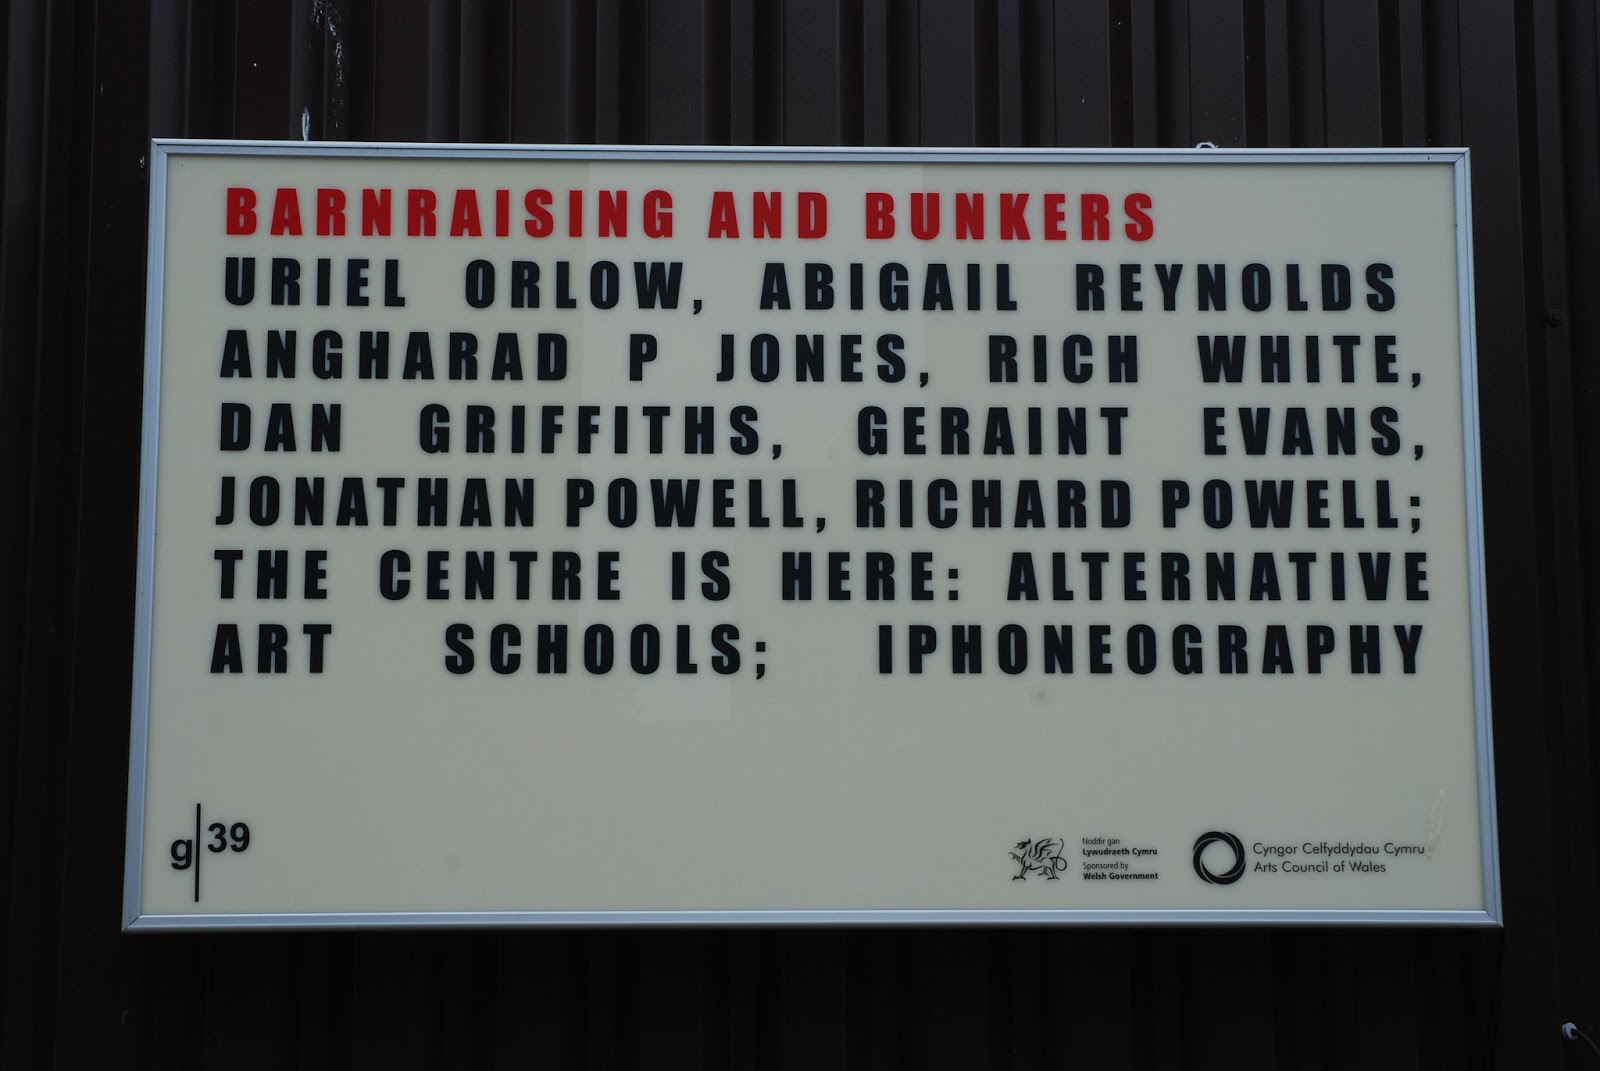 BARNRAISING AND BUNKERS
URIEL ORLOW, ABIGAIL REYNOLDS
ANGHARAD P JONES, RICH WHITE,
DAN GRIFFITHS, GERAINT EVANS,
JONATHAN POWELL, RICHARD POWELL;
THE CENTRE IS HERE: ALTERNATIVE
ART SCHOOLS; IPHONEOGRAPHY
g39
Noddir gan
Lywodraeth Cymru
Sponsored by
Welsh Government
Cyngor Celfyddydau Cymru
Arts Council of Wales